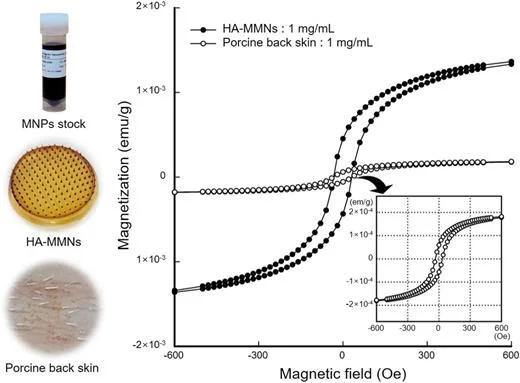 MNPs stock
HA-MMNs
Porcine back skin
HA-MMNs : 1 mg/mL
Porcine back skin : 1 mg/mL
Magnetization (emu/g)
2×10⁻³
1×10⁻³
0
1×10⁻³
-2×10⁻³
-600
-300
0
300
600
Magnetic field (Oe)
(em/g)
2×10⁻⁴
1×10⁻⁴
0
-1×10⁻⁴
-2×10⁻⁴
-600
-300
0
300
600
(Oe)